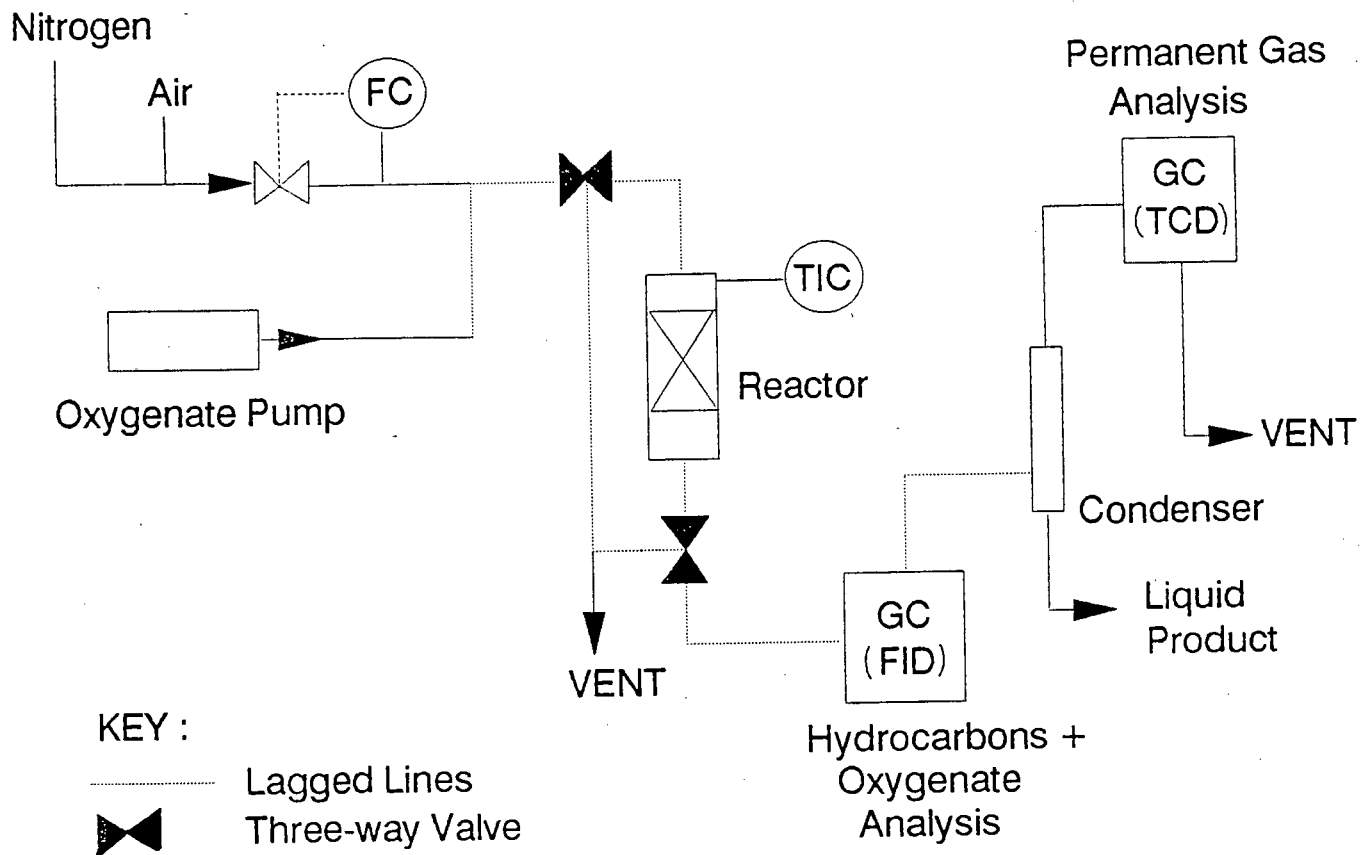 Nitrogen
Air
FC
Permanent Gas
Analysis
GC
(TCD)
TIC
Reactor
Oxygenate Pump
VENT
Condenser
Liquid
Product
GC
(FID)
VENT
Hydrocarbons +
Oxygenate
Analysis
KEY :
Lagged Lines
Three-way Valve